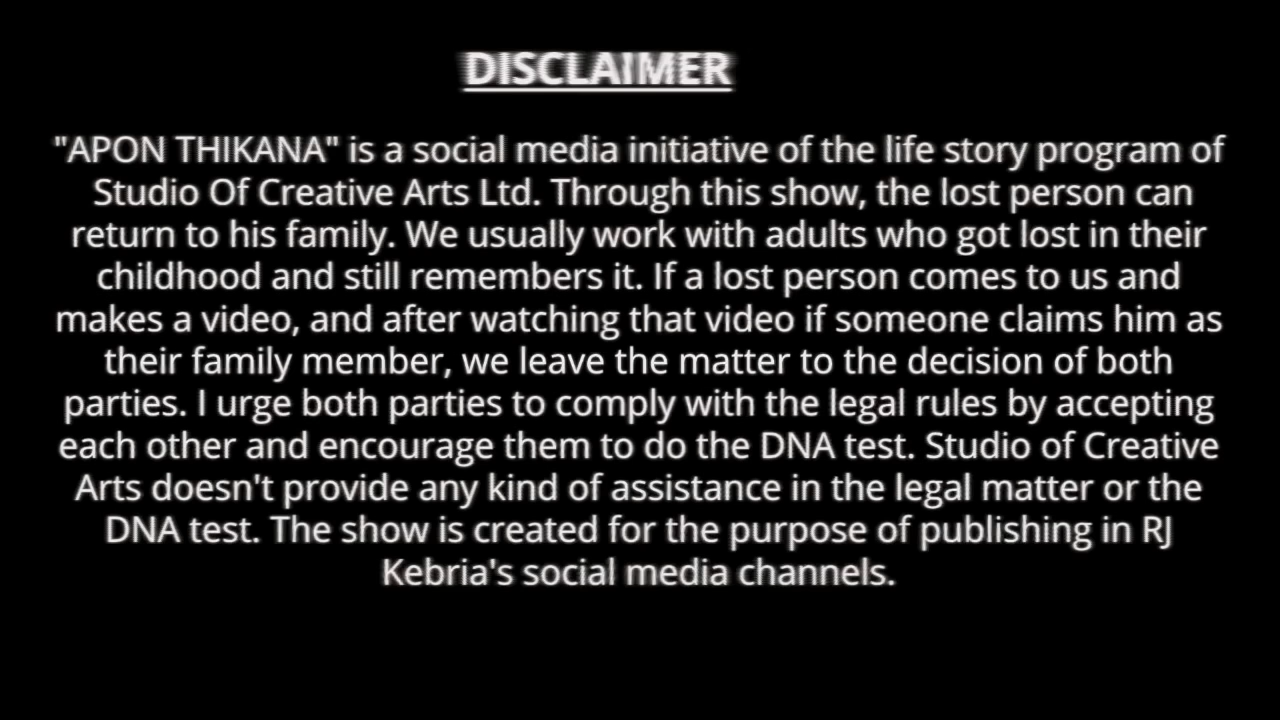 DISCLAIMER
"APON THIKANA" is a social media initiative of the life story program of
Studio Of Creative Arts Ltd. Through this show, the lost person can
return to his family. We usually work with adults who got lost in their
childhood and still remembers it. If a lost person comes to us and
makes a video, and after watching that video if someone claims him as
their family member, we leave the matter to the decision of both
parties. I urge both parties to comply with the legal rules by accepting
each other and encourage them to do the DNA test. Studio of Creative
Arts doesn't provide any kind of assistance in the legal matter or the
DNA test. The show is created for the purpose of publishing in RJ
Kebria's social media channels.